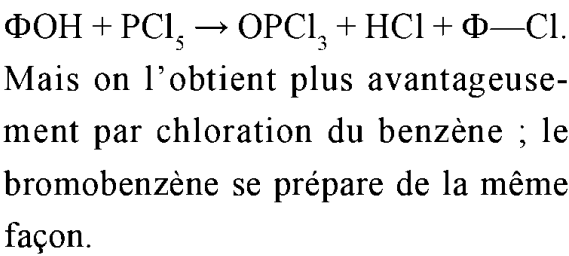 ΦOH + PCl₅ → OPCl₃ + HCl + Φ—Cl.
Mais on l'obtient plus avantageuse-
ment par chloration du benzène ; le
bromobenzène se prépare de la même
façon.